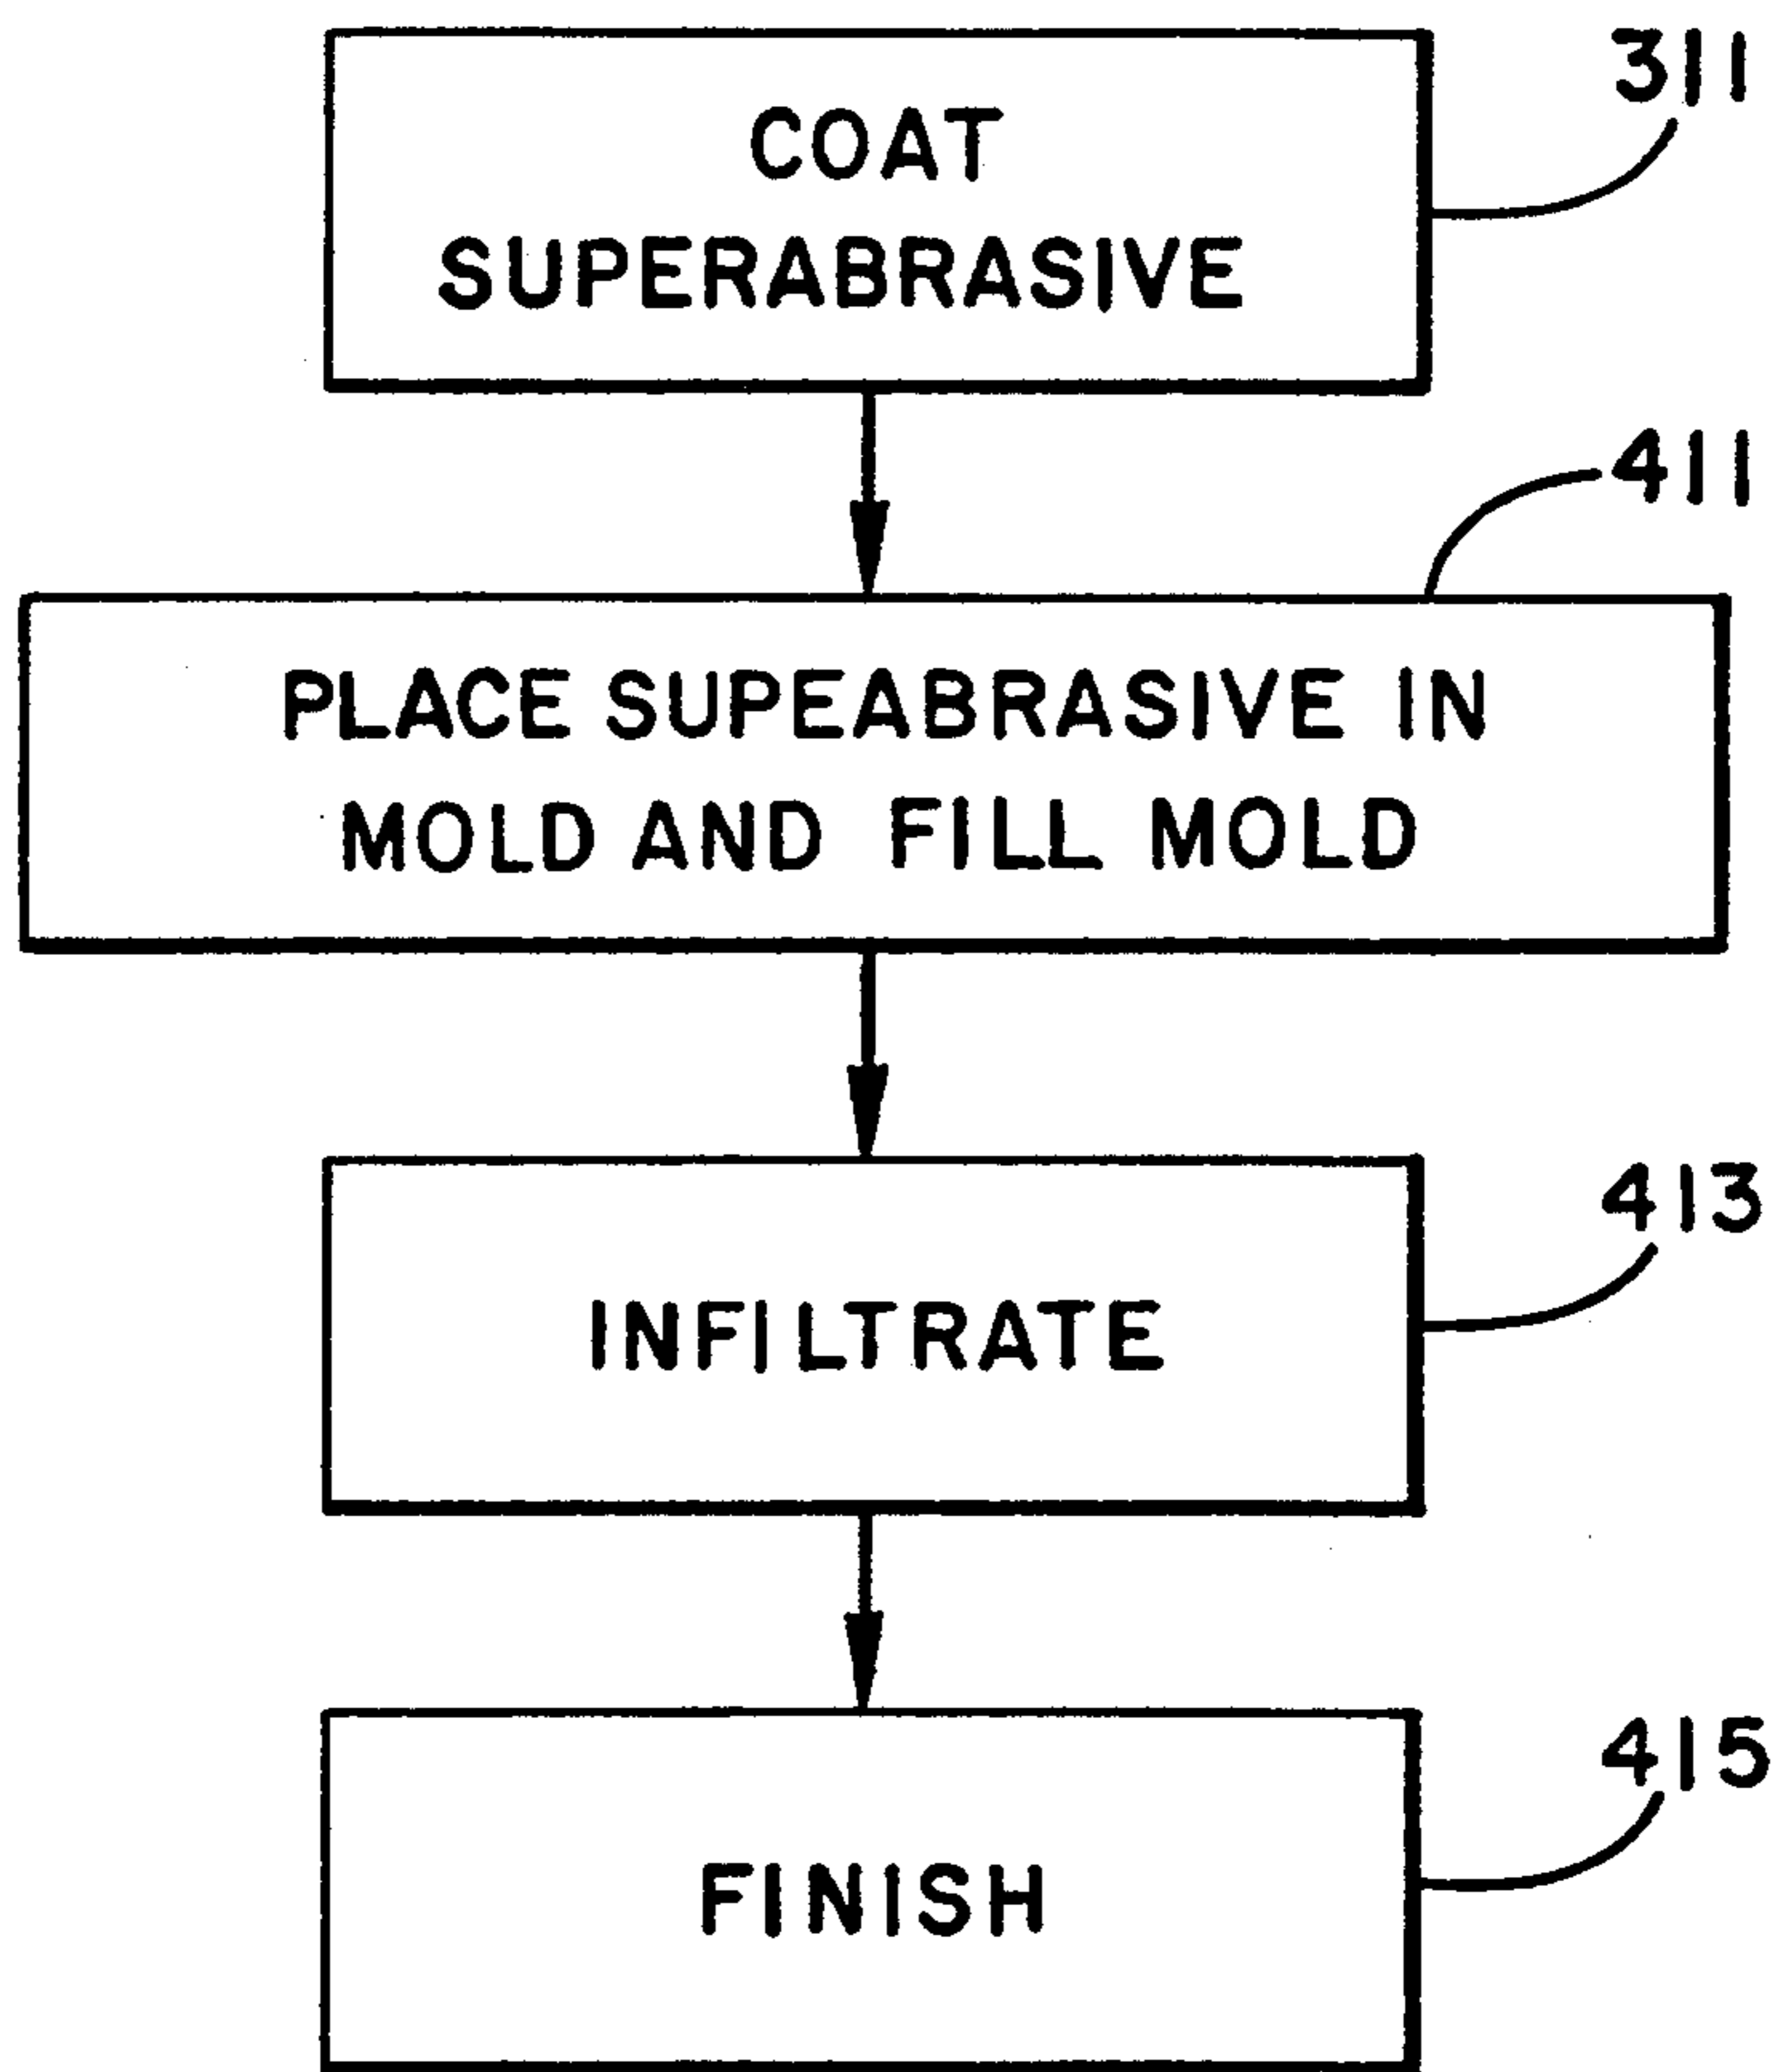 COAT
SUPERABRASIVE
311
411
PLACE SUPEABRASIVE IN
MOLD AND FILL MOLD
INFILTRATE
413
FINISH
415